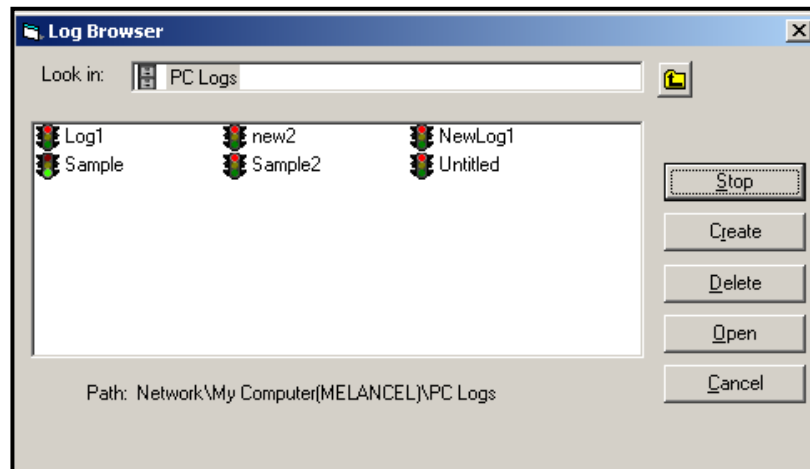 Log Browser
Look in: PC Logs
Log1 new2 NewLog1
Sample Sample2 Untitled
Stop
Create
Delete
Open
Cancel
Path: Network\My Computer(MELANCEL)\PC Logs